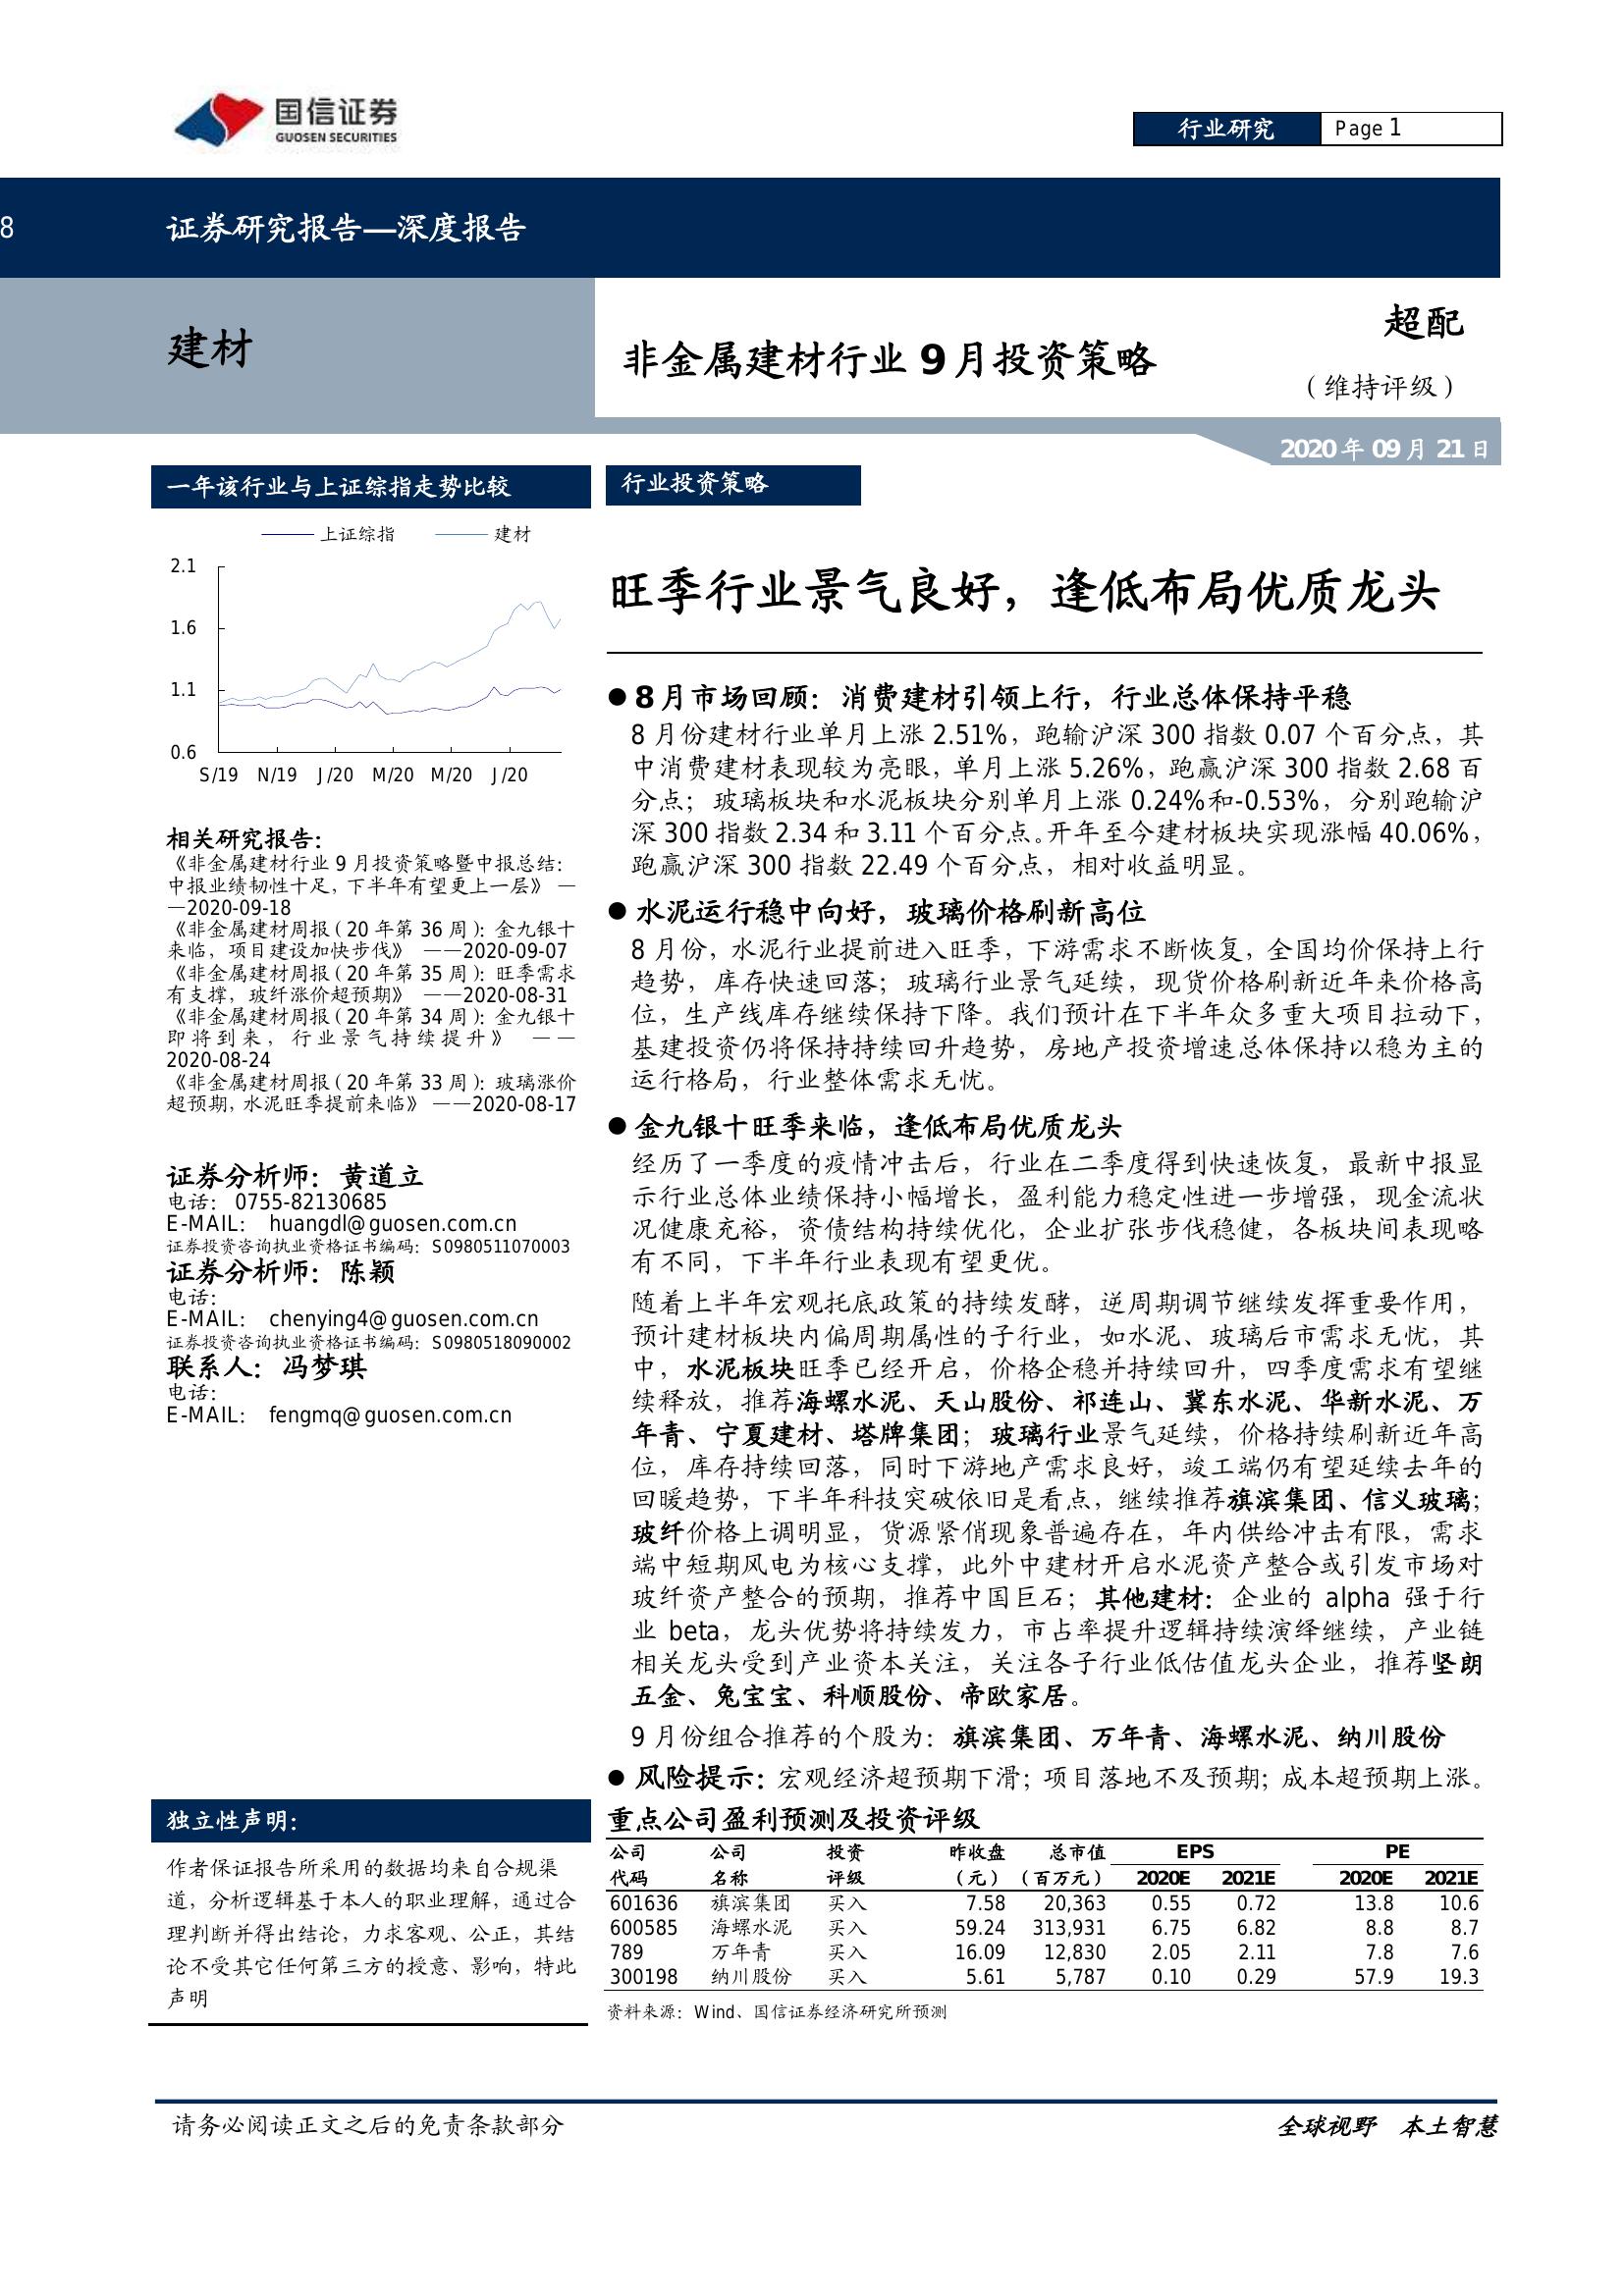 国信证券
GUOSEN SECURITIES
行业研究
Page 1
8
证券研究报告—深度报告
建材
非金属建材行业 9 月投资策略
超配
（维持评级）
2020 年 09 月 21 日
一年该行业与上证综指走势比较
上证综指 建材
2.1
1.6
1.1
0.6
S/19 N/19 J/20 M/20 M/20 J/20
相关研究报告：
《非金属建材行业 9 月投资策略暨中报总结：
中报业绩韧性十足，下半年有望更上一层》 —
—2020-09-18
《非金属建材周报（20 年第 36 周）：金九银十
来临，项目建设加快步伐》 ——2020-09-07
《非金属建材周报（20 年第 35 周）：旺季需求
有支撑，玻纤涨价超预期》 ——2020-08-31
《非金属建材周报（20 年第 34 周）：金九银十
即将到来，行业景气持续提升》 ——
2020-08-24
《非金属建材周报（20 年第 33 周）：玻璃涨价
超预期，水泥旺季提前来临》 ——2020-08-17
证券分析师：黄道立
电话： 0755-82130685
E-MAIL： huangdl@guosen.com.cn
证券投资咨询执业资格证书编码：S0980511070003
证券分析师：陈颖
电话：
E-MAIL： chenying4@guosen.com.cn
证券投资咨询执业资格证书编码：S0980518090002
联系人：冯梦琪
电话：
E-MAIL： fengmq@guosen.com.cn
独立性声明：
作者保证报告所采用的数据均来自合规渠
道，分析逻辑基于本人的职业理解，通过合
理判断并得出结论，力求客观、公正，其结
论不受其它任何第三方的授意、影响，特此
声明
行业投资策略
旺季行业景气良好，逢低布局优质龙头
● 8 月市场回顾：消费建材引领上行，行业总体保持平稳
8 月份建材行业单月上涨 2.51%，跑输沪深 300 指数 0.07 个百分点，其
中消费建材表现较为亮眼，单月上涨 5.26%，跑赢沪深 300 指数 2.68 百
分点；玻璃板块和水泥板块分别单月上涨 0.24%和-0.53%，分别跑输沪
深 300 指数 2.34 和 3.11 个百分点。开年至今建材板块实现涨幅 40.06%，
跑赢沪深 300 指数 22.49 个百分点，相对收益明显。
● 水泥运行稳中向好，玻璃价格刷新高位
8 月份，水泥行业提前进入旺季，下游需求不断恢复，全国均价保持上行
趋势，库存快速回落；玻璃行业景气延续，现货价格刷新近年来价格高
位，生产线库存继续保持下降。我们预计在下半年众多重大项目拉动下，
基建投资仍将保持持续回升趋势，房地产投资增速总体保持以稳为主的
运行格局，行业整体需求无忧。
● 金九银十旺季来临，逢低布局优质龙头
经历了一季度的疫情冲击后，行业在二季度得到快速恢复，最新中报显
示行业总体业绩保持小幅增长，盈利能力稳定性进一步增强，现金流状
况健康充裕，资债结构持续优化，企业扩张步伐稳健，各板块间表现略
有不同，下半年行业表现有望更优。
随着上半年宏观托底政策的持续发酵，逆周期调节继续发挥重要作用，
预计建材板块内偏周期属性的子行业，如水泥、玻璃后市需求无忧，其
中，水泥板块旺季已经开启，价格企稳并持续回升，四季度需求有望继
续释放，推荐海螺水泥、天山股份、祁连山、冀东水泥、华新水泥、万
年青、宁夏建材、塔牌集团；玻璃行业景气延续，价格持续刷新近年高
位，库存持续回落，同时下游地产需求良好，竣工端仍有望延续去年的
回暖趋势，下半年科技突破依旧是看点，继续推荐旗滨集团、信义玻璃；
玻纤价格上调明显，货源紧俏现象普遍存在，年内供给冲击有限，需求
端中短期风电为核心支撑，此外中建材开启水泥资产整合或引发市场对
玻纤资产整合的预期，推荐中国巨石；其他建材：企业的 alpha 强于行
业 beta，龙头优势将持续发力，市占率提升逻辑持续演绎继续，产业链
相关龙头受到产业资本关注，关注各子行业低估值龙头企业，推荐坚朗
五金、兔宝宝、科顺股份、帝欧家居。
9 月份组合推荐的个股为：旗滨集团、万年青、海螺水泥、纳川股份
● 风险提示：宏观经济超预期下滑；项目落地不及预期；成本超预期上涨。
重点公司盈利预测及投资评级
公司 公司 投资 昨收盘 总市值 EPS PE
代码 名称 评级 （元） （百万元） 2020E 2021E 2020E 2021E
601636 旗滨集团 买入 7.58 20,363 0.55 0.72 13.8 10.6
600585 海螺水泥 买入 59.24 313,931 6.75 6.82 8.8 8.7
789 万年青 买入 16.09 12,830 2.05 2.11 7.8 7.6
300198 纳川股份 买入 5.61 5,787 0.10 0.29 57.9 19.3
资料来源：Wind、国信证券经济研究所预测
请务必阅读正文之后的免责条款部分
全球视野 本土智慧